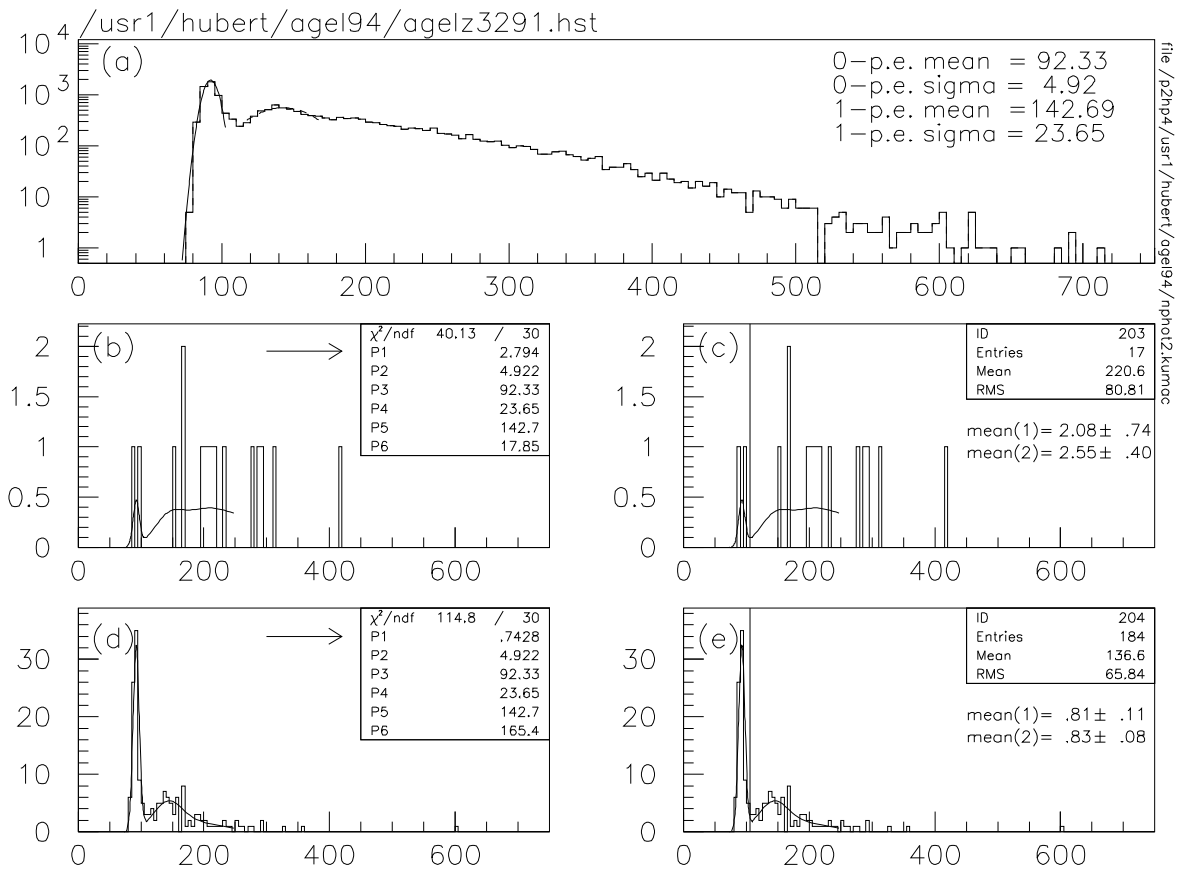 /usr1/hubert/agel94/agelz3291.hst
(a)
0-p.e. mean = 92.33
0-p.e. sigma = 4.92
1-p.e. mean =142.69
1-p.e. sigma = 23.65
10⁴
10³
10²
10
1
0 100 200 300 400 500 600 700
file /p2hp4/usr1/hubert/agel94/nphot2.kumac
(b)
χ²/ndf 40.13 / 30
P1 2.794
P2 4.922
P3 92.33
P4 23.65
P5 142.7
P6 17.85
2
1.5
1
0.5
0
0 200 400 600
(c)
ID 203
Entries 17
Mean 220.6
RMS 80.81
mean(1)= 2.08± .74
mean(2)= 2.55± .40
2
1.5
1
0.5
0
0 200 400 600
(d)
χ²/ndf 114.8 / 30
P1 .7428
P2 4.922
P3 92.33
P4 23.65
P5 142.7
P6 165.4
30
20
10
0
0 200 400 600
(e)
ID 204
Entries 184
Mean 136.6
RMS 65.84
mean(1)= .81± .11
mean(2)= .83± .08
30
20
10
0
0 200 400 600